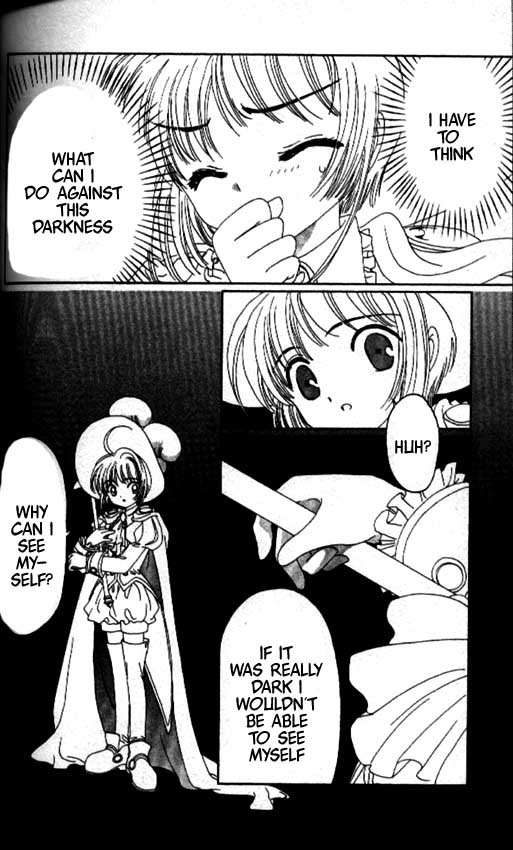 I HAVE
TO
THINK
WHAT
CAN I
DO AGAINST
THIS
DARKNESS
HUH?
IF IT
WAS REALLY
DARK I
WOULDN'T
BE ABLE
TO SEE
MYSELF
WHY
CAN I
SEE
MY-
SELF?